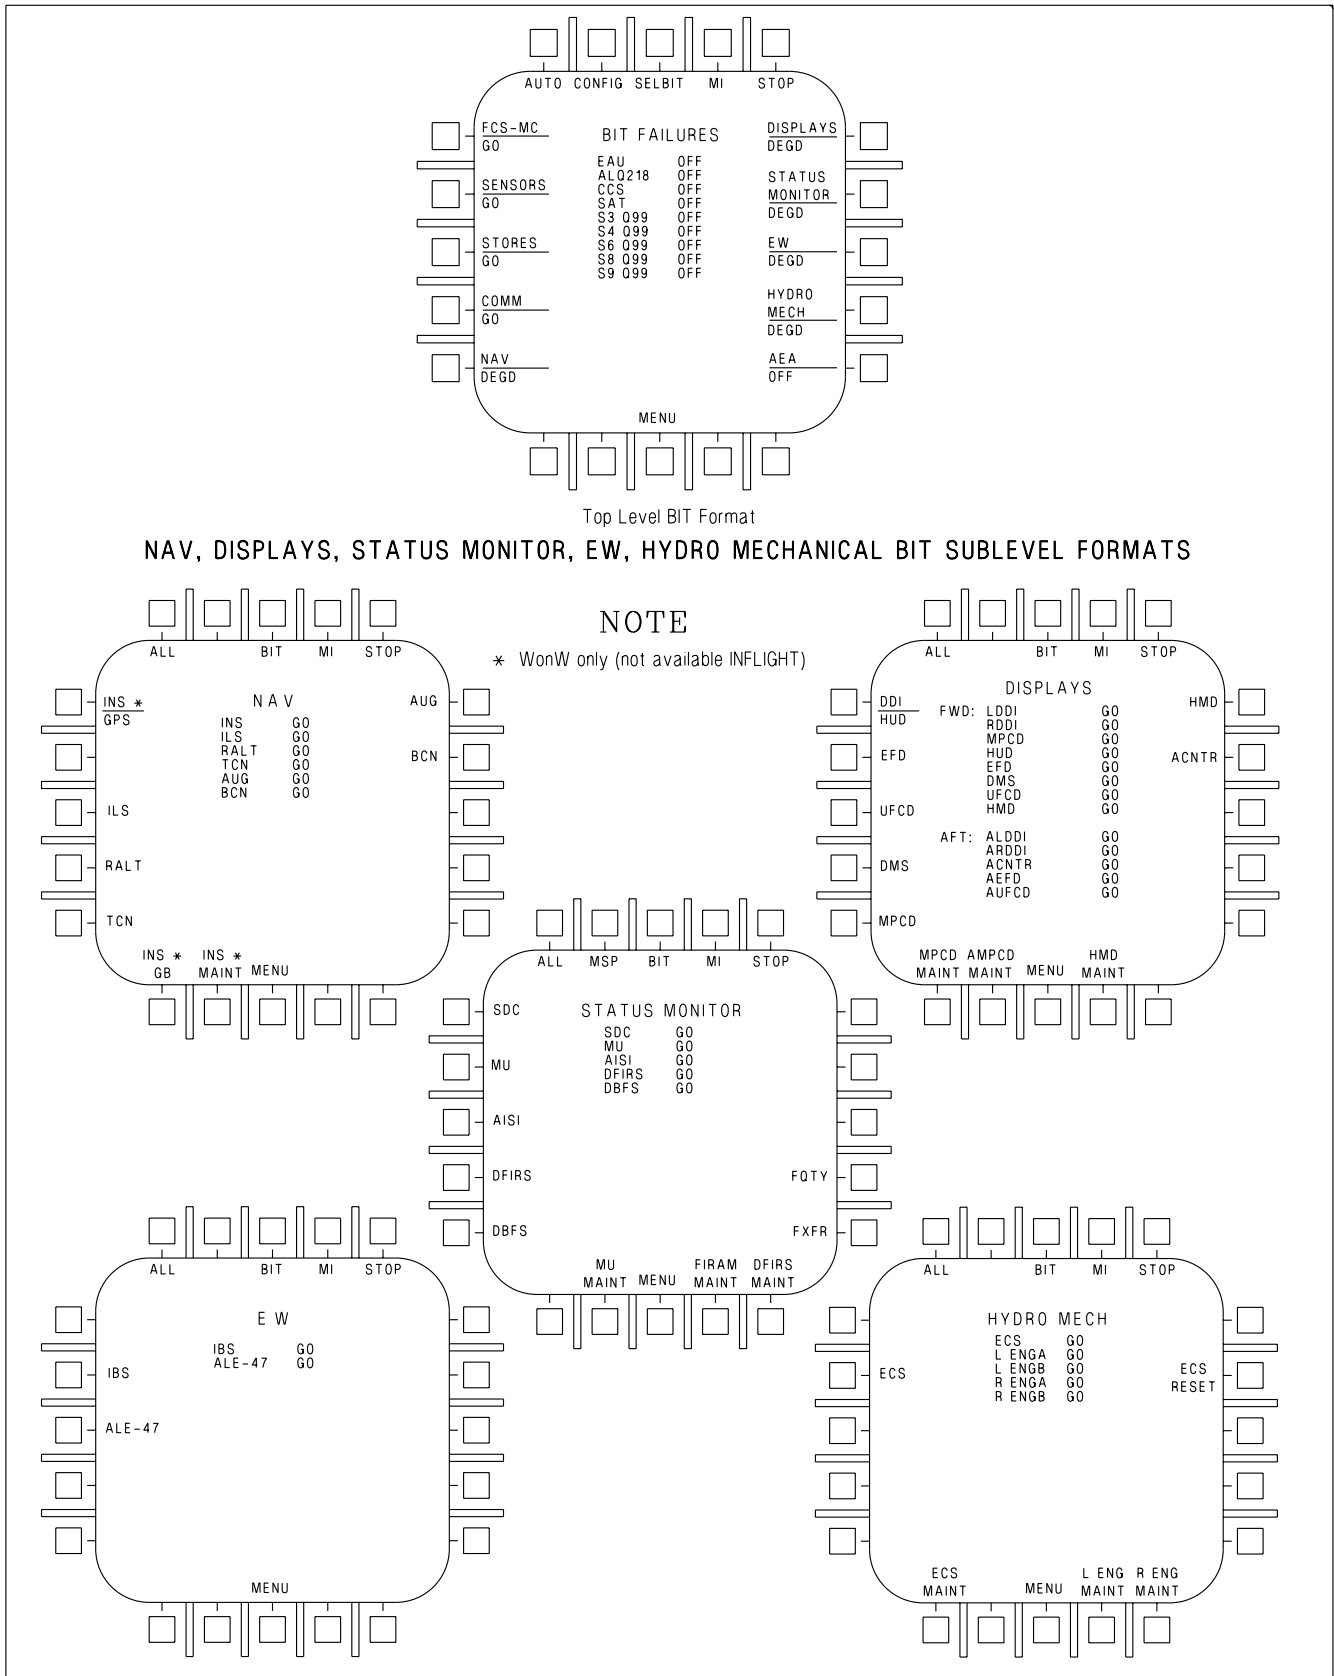 AUTO CONFIG SELBIT MI STOP
FCS-MC
GO
SENSORS
GO
STORES
GO
COMM
GO
NAV
DEGD
BIT FAILURES
EAU OFF
ALQ218 OFF
CCS OFF
SAT OFF
S3 Q99 OFF
S4 Q99 OFF
S6 Q99 OFF
S8 Q99 OFF
S9 Q99 OFF
DISPLAYS
DEGD
STATUS
MONITOR
DEGD
EW
DEGD
HYDRO
MECH
DEGD
AEA
OFF
MENU
Top Level BIT Format
NAV, DISPLAYS, STATUS MONITOR, EW, HYDRO MECHANICAL BIT SUBLEVEL FORMATS
NOTE
* WonW only (not available INFLIGHT)
ALL BIT MI STOP
INS *
GPS
ILS
RALT
TCN
NAV
INS GO
ILS GO
RALT GO
TCN GO
AUG GO
BCN GO
AUG
BCN
INS * INS *
GB MAINT MENU
ALL BIT MI STOP
DDI
HUD
EFD
UFCD
DMS
MPCD
DISPLAYS
FWD: LDDI GO
RDDI GO
MPCD GO
HUD GO
EFD GO
DMS GO
UFCD GO
HMD GO
AFT: ALDDI GO
ARDDI GO
ACNTR GO
AEFD GO
AUFCD GO
HMD
ACNTR
MPCD AMPCD HMD
MAINT MAINT MENU MAINT
ALL MSP BIT MI STOP
SDC
MU
AISI
DFIRS
DBFS
STATUS MONITOR
SDC GO
MU GO
AISI GO
DFIRS GO
DBFS GO
FQTY
FXFR
MU FIRAM DFIRS
MAINT MENU MAINT MAINT
ALL BIT MI STOP
EW
IBS GO
ALE-47 GO
IBS
ALE-47
MENU
ALL BIT MI STOP
HYDRO MECH
ECS GO
L ENGA GO
L ENGB GO
R ENGA GO
R ENGB GO
ECS
ECS
RESET
ECS L ENG R ENG
MAINT MENU MAINT MAINT